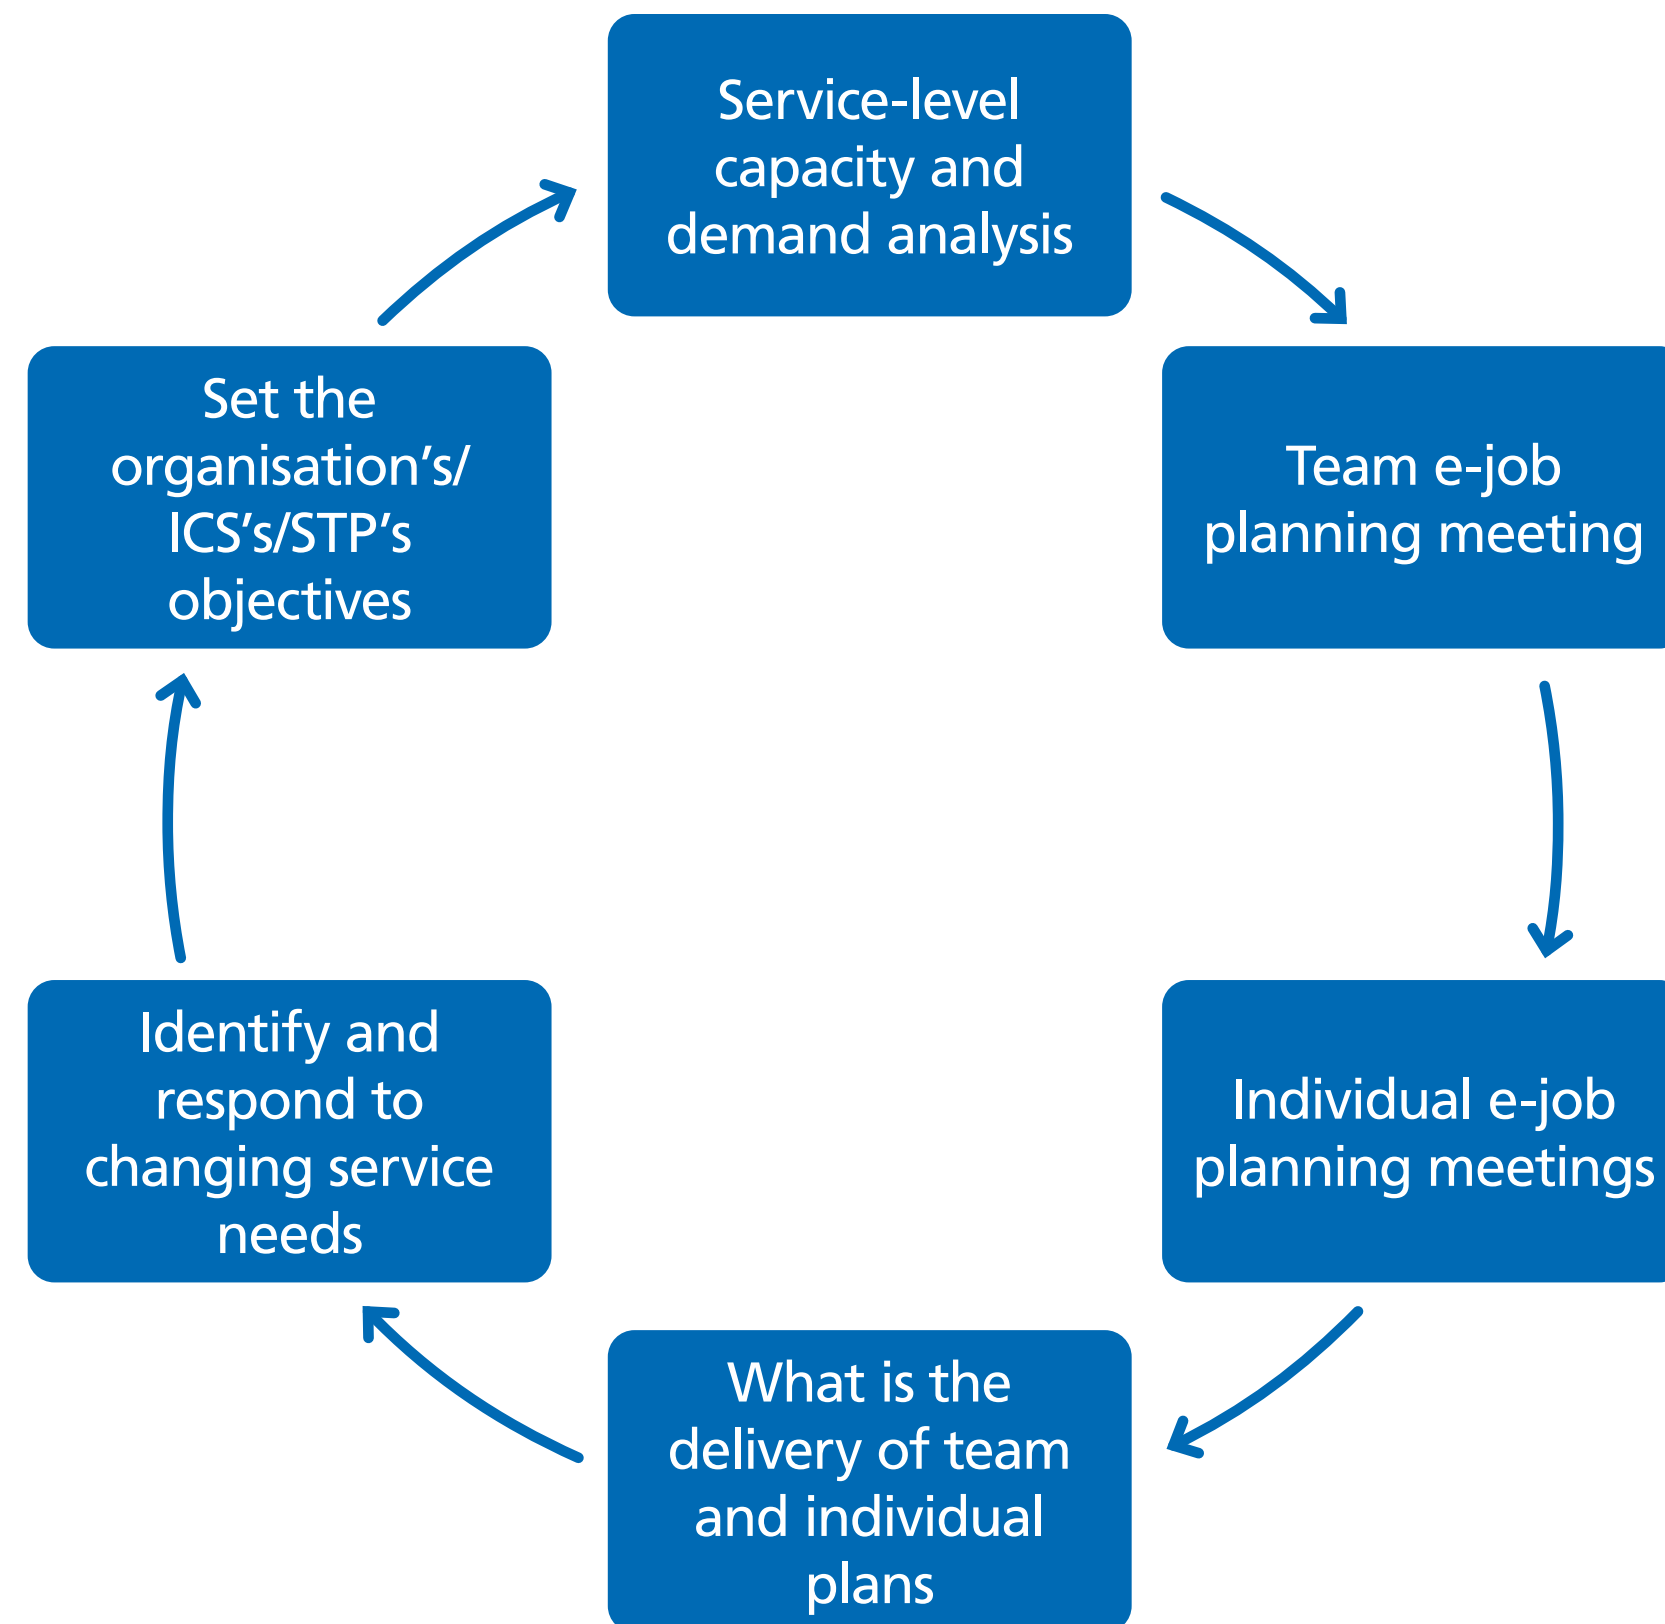 Service-level
capacity and
demand analysis
Team e-job
planning meeting
Individual e-job
planning meetings
What is the
delivery of team
and individual
plans
Identify and
respond to
changing service
needs
Set the
organisation’s/
ICS’s/STP’s
objectives